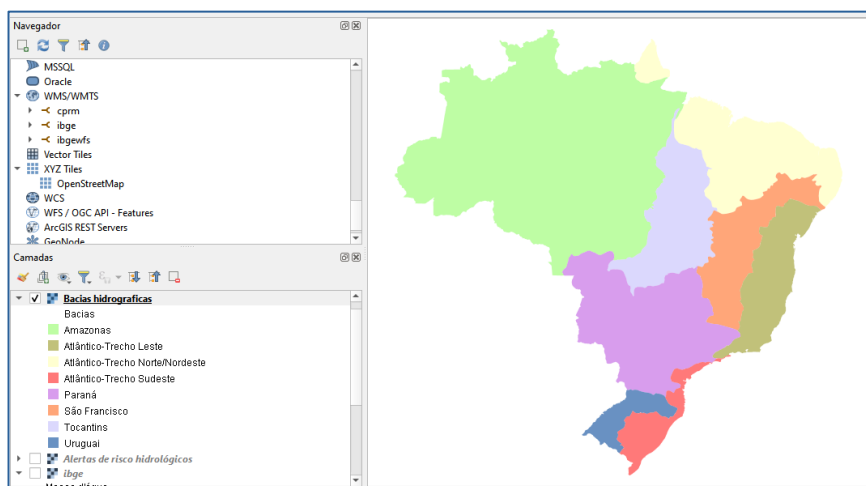 Navegador
MSSQL
Oracle
WMS/WMTS
cprm
ibge
ibgewfs
Vector Tiles
XYZ Tiles
OpenStreetMap
WCS
WFS / OGC API - Features
ArcGIS REST Servers
GeoNode
Camadas
Bacias hidrograficas
Bacias
Amazonas
Atlântico-Trecho Leste
Atlântico-Trecho Norte/Nordeste
Atlântico-Trecho Sudeste
Paraná
São Francisco
Tocantins
Uruguai
Alertas de risco hidrológicos
ibge